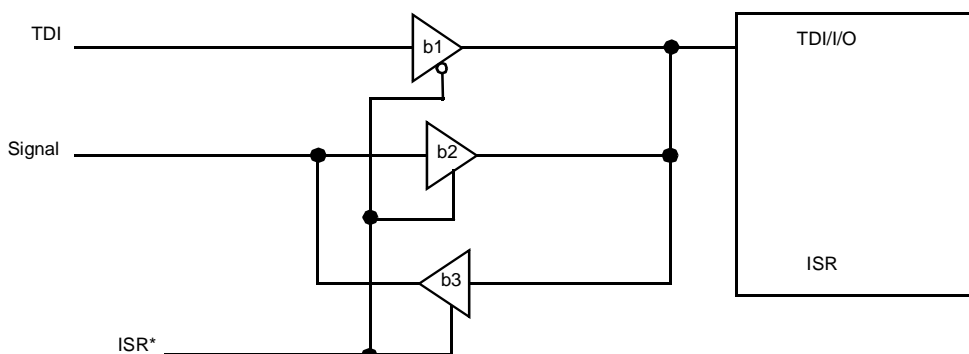 TDI
b1
TDI/I/O
Signal
b2
b3
ISR
ISR*